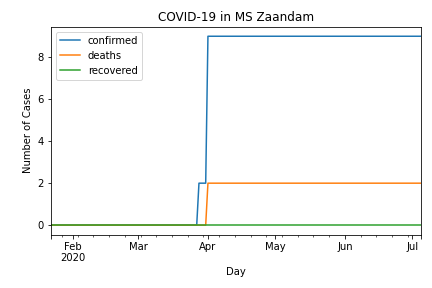 COVID-19 in MS Zaandam
confirmed
deaths
recovered
Number of Cases
8
6
4
2
0
Feb
2020
Mar
Apr
May
Jun
Jul
Day